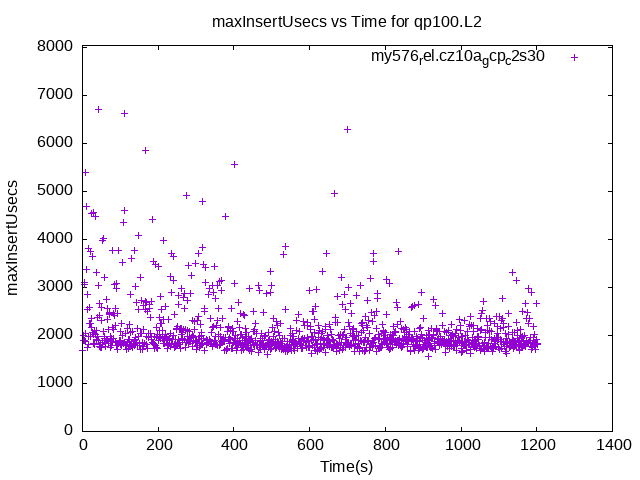 maxInsertUsecs vs Time for qp100.L2
my576rel.cz10agcpc2s30
8000
7000
6000
5000
4000
3000
2000
1000
0
maxInsertUsecs
0 200 400 600 800 1000 1200 1400
Time(s)